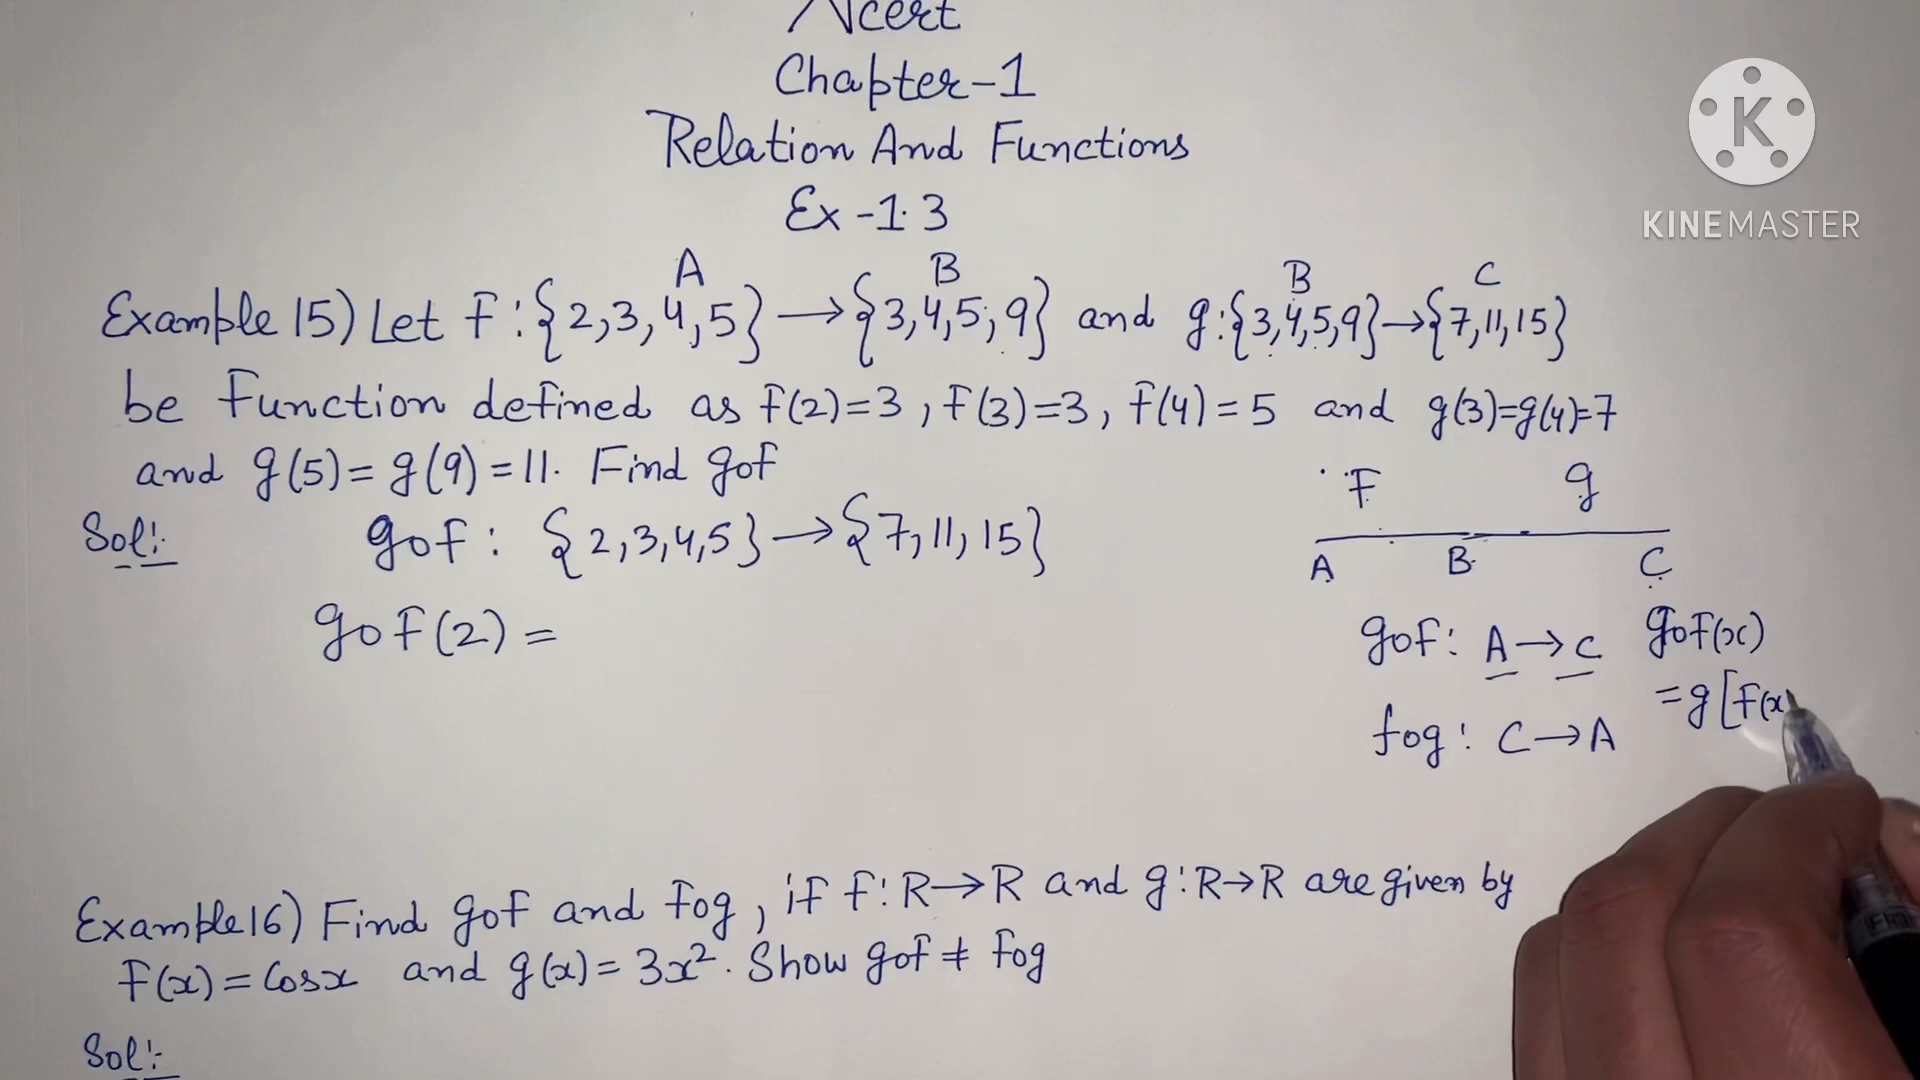 Ncert
Chapter-1
Relation And Functions
Ex-1.3
A B B C
Example 15) Let f:{2,3,4,5}→{3,4,5,9} and g:{3,4,5,9}→{7,11,15}
be Function defined as f(2)=3, f(3)=3, f(4)=5 and g(3)=g(4)=7
and g(5)=g(9)=11. Find gof
F g
A B C
Sol:-
gof: {2,3,4,5}→{7,11,15}
gof(2)=
gof: A→C
fog: C→A
gof(x)
=g[f(x)
Example 16) Find gof and fog, if f:R→R and g:R→R are given by
f(x)=Cosx and g(x)=3x². Show gof ≠ fog
Sol:-
K
KINEMASTER